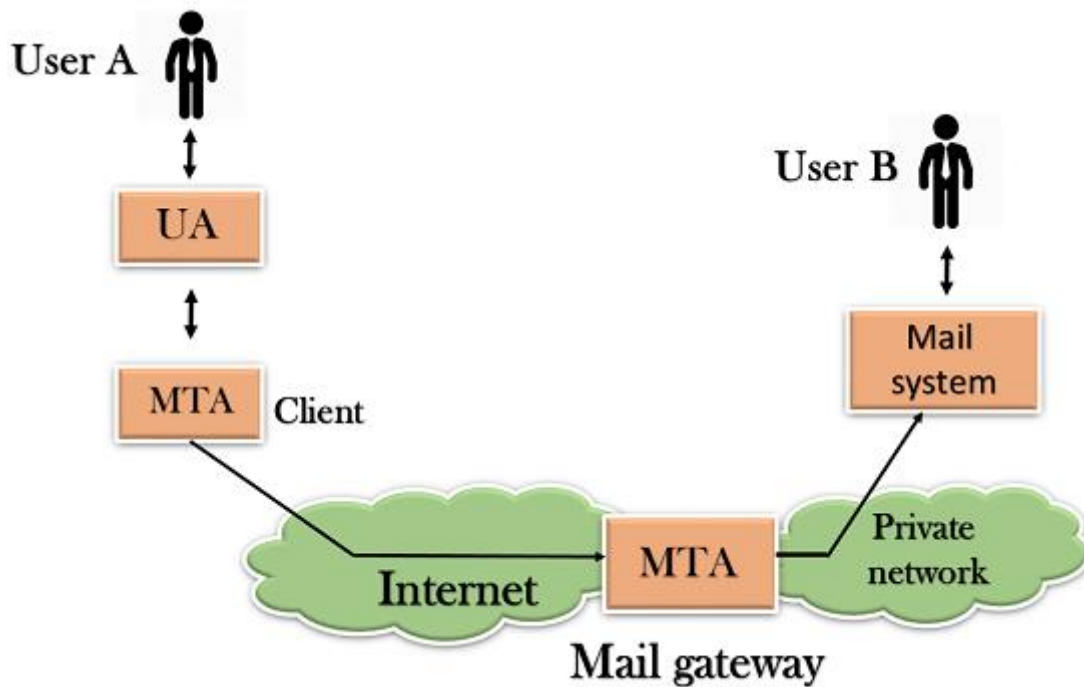 User A
UA
MTA
Client
User B
Mail
system
Internet
MTA
Private
network
Mail gateway